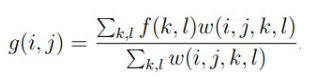 g(i, j) = \frac{\sum_{k,l} f(k, l)w(i, j, k, l)}{\sum_{k,l} w(i, j, k, l)}.